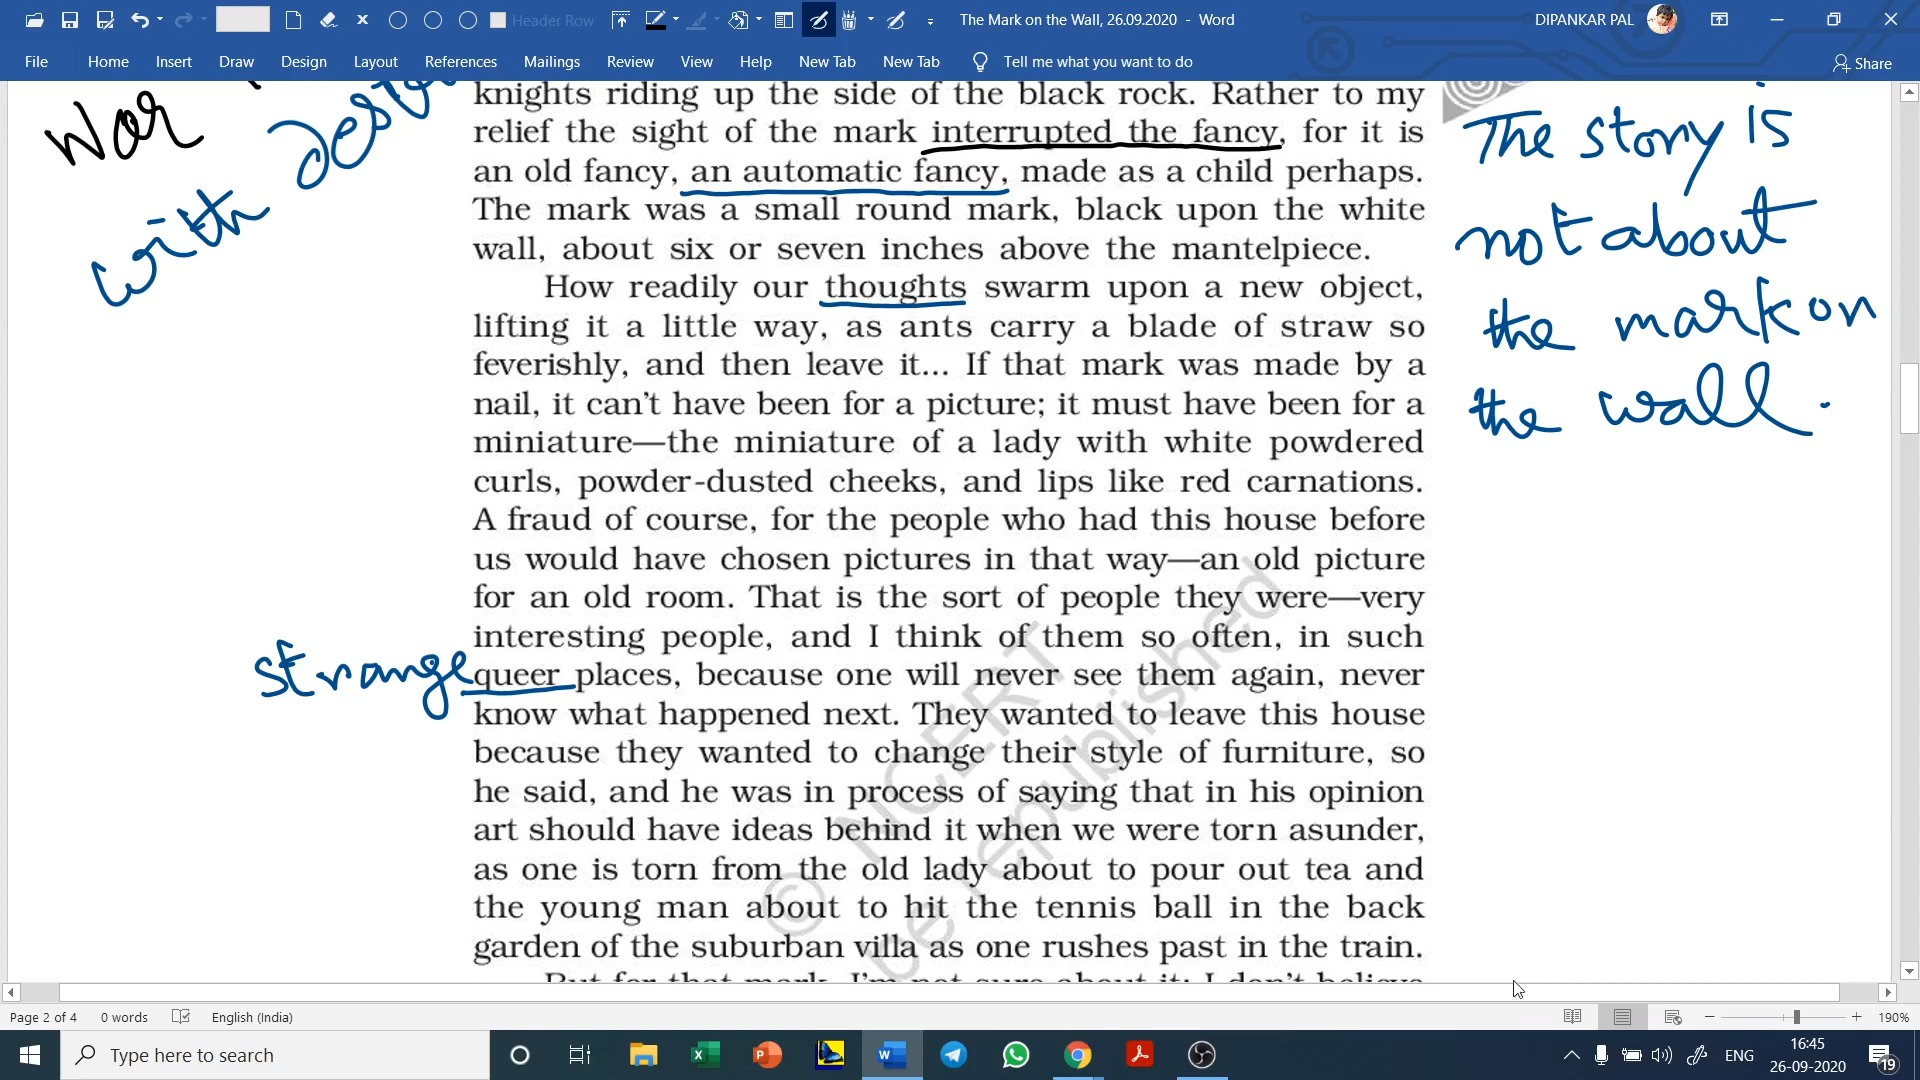 The Mark on the Wall, 26.09.2020 - Word
DIPANKAR PAL
Header Row
File Home Insert Draw Design Layout References Mailings Review View Help New Tab New Tab Tell me what you want to do Share
knights riding up the side of the black rock. Rather to my
relief the sight of the mark interrupted the fancy, for it is
an old fancy, an automatic fancy, made as a child perhaps.
The mark was a small round mark, black upon the white
wall, about six or seven inches above the mantelpiece.
How readily our thoughts swarm upon a new object,
lifting it a little way, as ants carry a blade of straw so
feverishly, and then leave it... If that mark was made by a
nail, it can't have been for a picture; it must have been for a
miniature—the miniature of a lady with white powdered
curls, powder-dusted cheeks, and lips like red carnations.
A fraud of course, for the people who had this house before
us would have chosen pictures in that way—an old picture
for an old room. That is the sort of people they were—very
interesting people, and I think of them so often, in such
queer places, because one will never see them again, never
know what happened next. They wanted to leave this house
because they wanted to change their style of furniture, so
he said, and he was in process of saying that in his opinion
art should have ideas behind it when we were torn asunder,
as one is torn from the old lady about to pour out tea and
the young man about to hit the tennis ball in the back
garden of the suburban villa as one rushes past in the train.
But for that mark, I'm not sure about it; I don't believe
War
with
strange
The story is
not about
the mark on
the wall.
© NCERT
be republished
Page 2 of 4 0 words English (India) 190%
Type here to search
ENG
16:45
26-09-2020
19